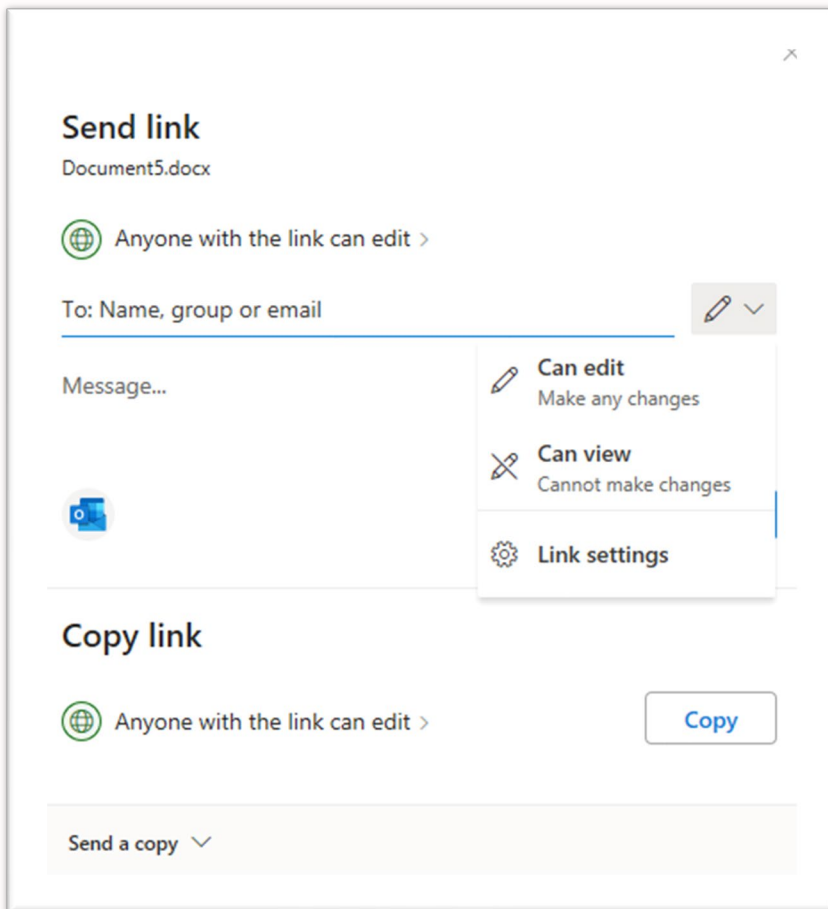 Send link
Document5.docx
Anyone with the link can edit
To: Name, group or email
Message...
Can edit
Make any changes
Can view
Cannot make changes
Link settings
Copy link
Anyone with the link can edit
Copy
Send a copy